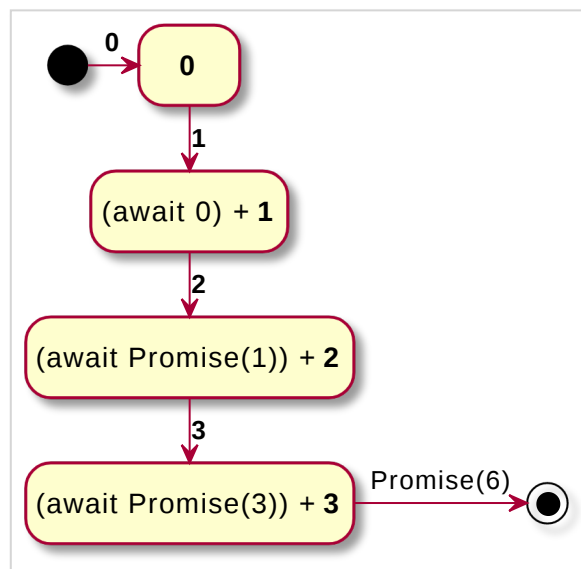 0
0
1
(await 0) + 1
2
(await Promise(1)) + 2
3
(await Promise(3)) + 3
Promise(6)